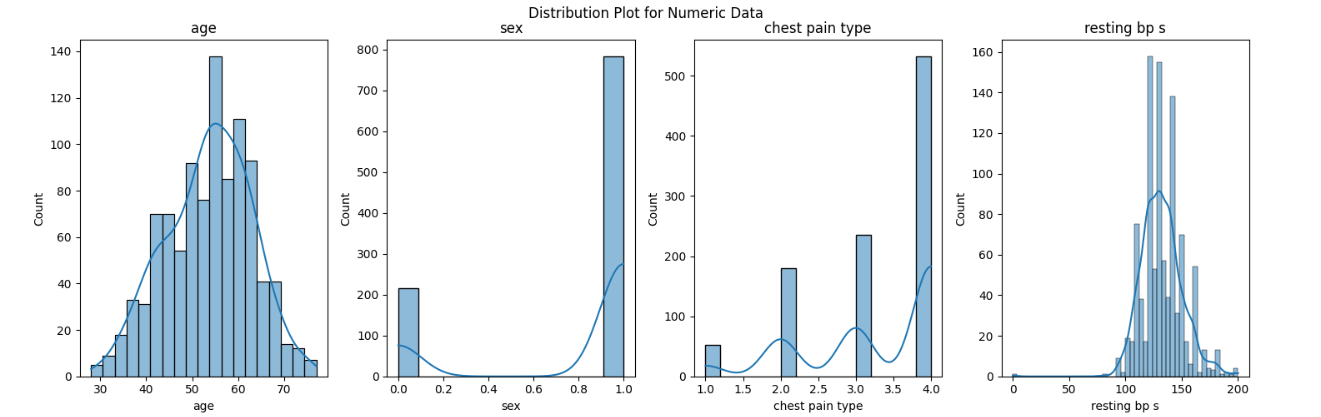 Distribution Plot for Numeric Data
age
Count
140
120
100
80
60
40
20
0
30 40 50 60 70
age
sex
Count
800
700
600
500
400
300
200
100
0
0.0 0.2 0.4 0.6 0.8 1.0
sex
chest pain type
Count
500
400
300
200
100
0
1.0 1.5 2.0 2.5 3.0 3.5 4.0
chest pain type
resting bp s
Count
160
140
120
100
80
60
40
20
0
0 50 100 150 200
resting bp s